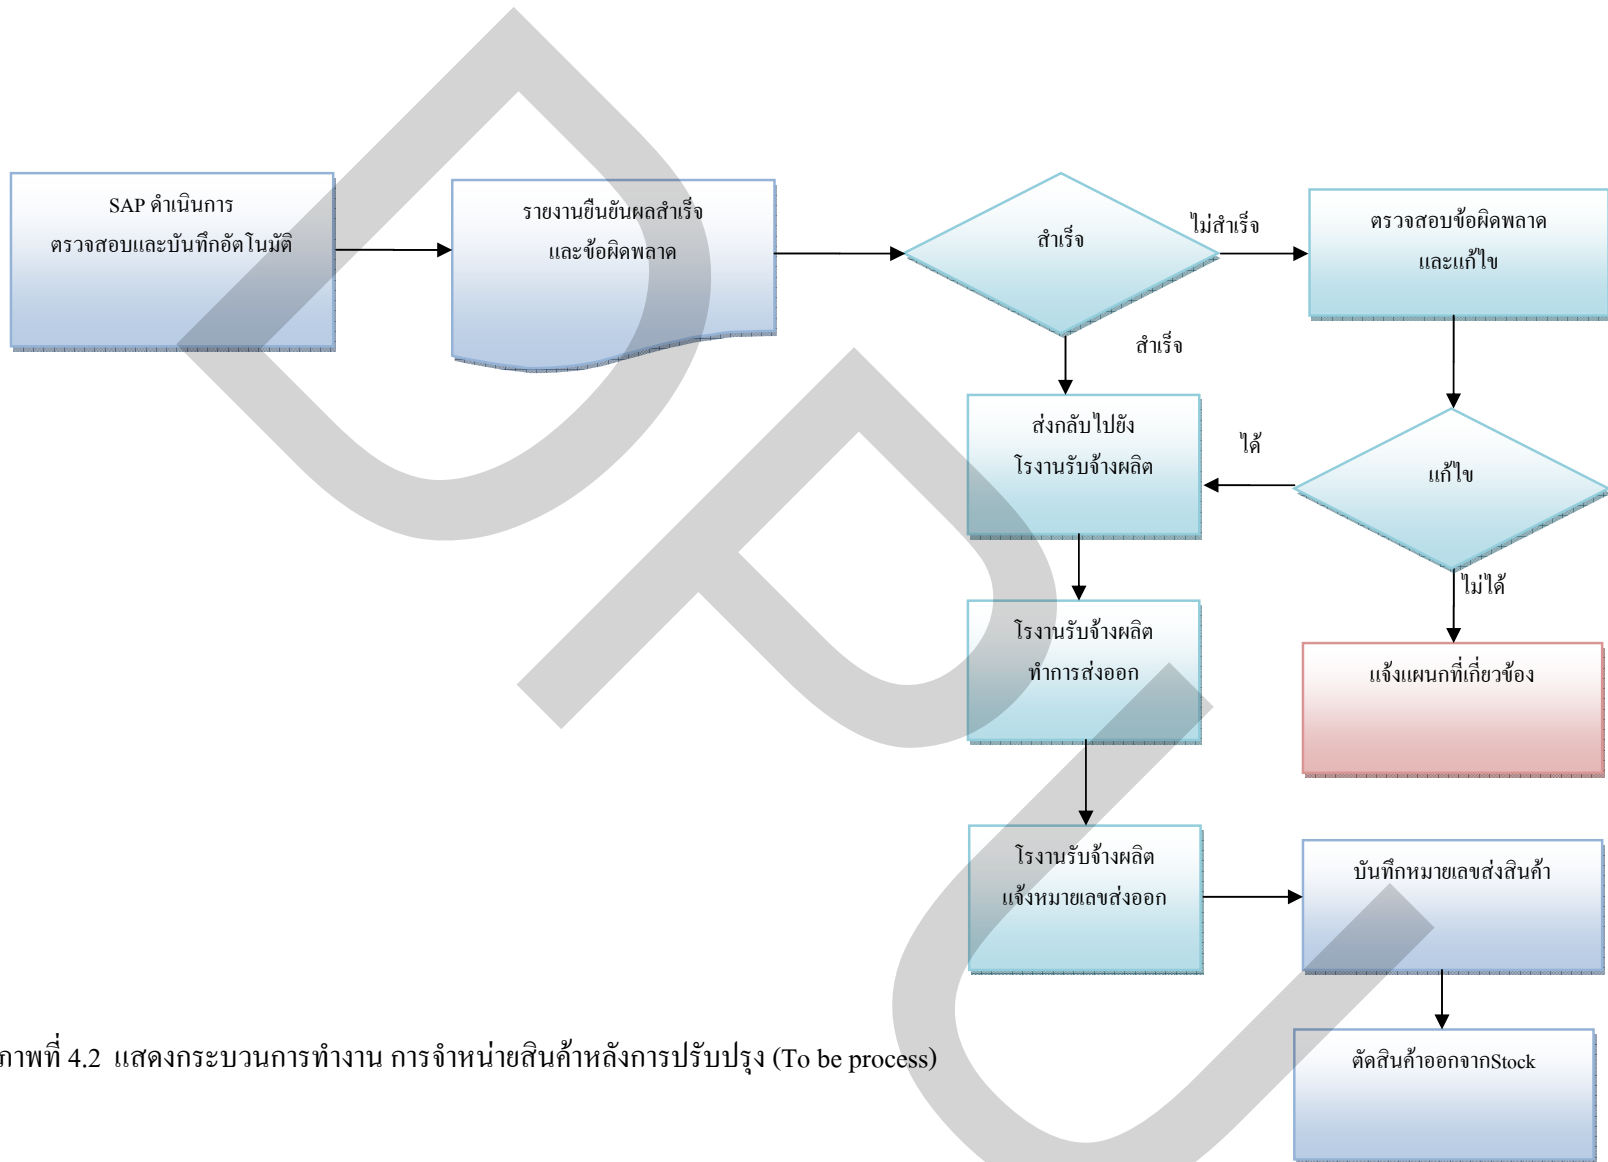 SAP ดำเนินการ
ตรวจสอบและบันทึกอัตโนมัติ
รายงานยืนยันผลสำเร็จ
และข้อผิดพลาด
สำเร็จ
ไม่สำเร็จ
ตรวจสอบข้อผิดพลาด
และแก้ไข
สำเร็จ
ส่งกลับไปยัง
โรงานรับจ้างผลิต
ได้
แก้ไข
ไม่ได้
โรงานรับจ้างผลิต
ทำการส่งออก
แจ้งแผนกที่เกี่ยวข้อง
โรงานรับจ้างผลิต
แจ้งหมายเลขส่งออก
บันทึกหมายเลขส่งสินค้า
ภาพที่ 4.2 แสดงกระบวนการทำงาน การจำหน่ายสินค้าหลังการปรับปรุง (To be process)
ตัดสินค้าออกจากStock
DPU